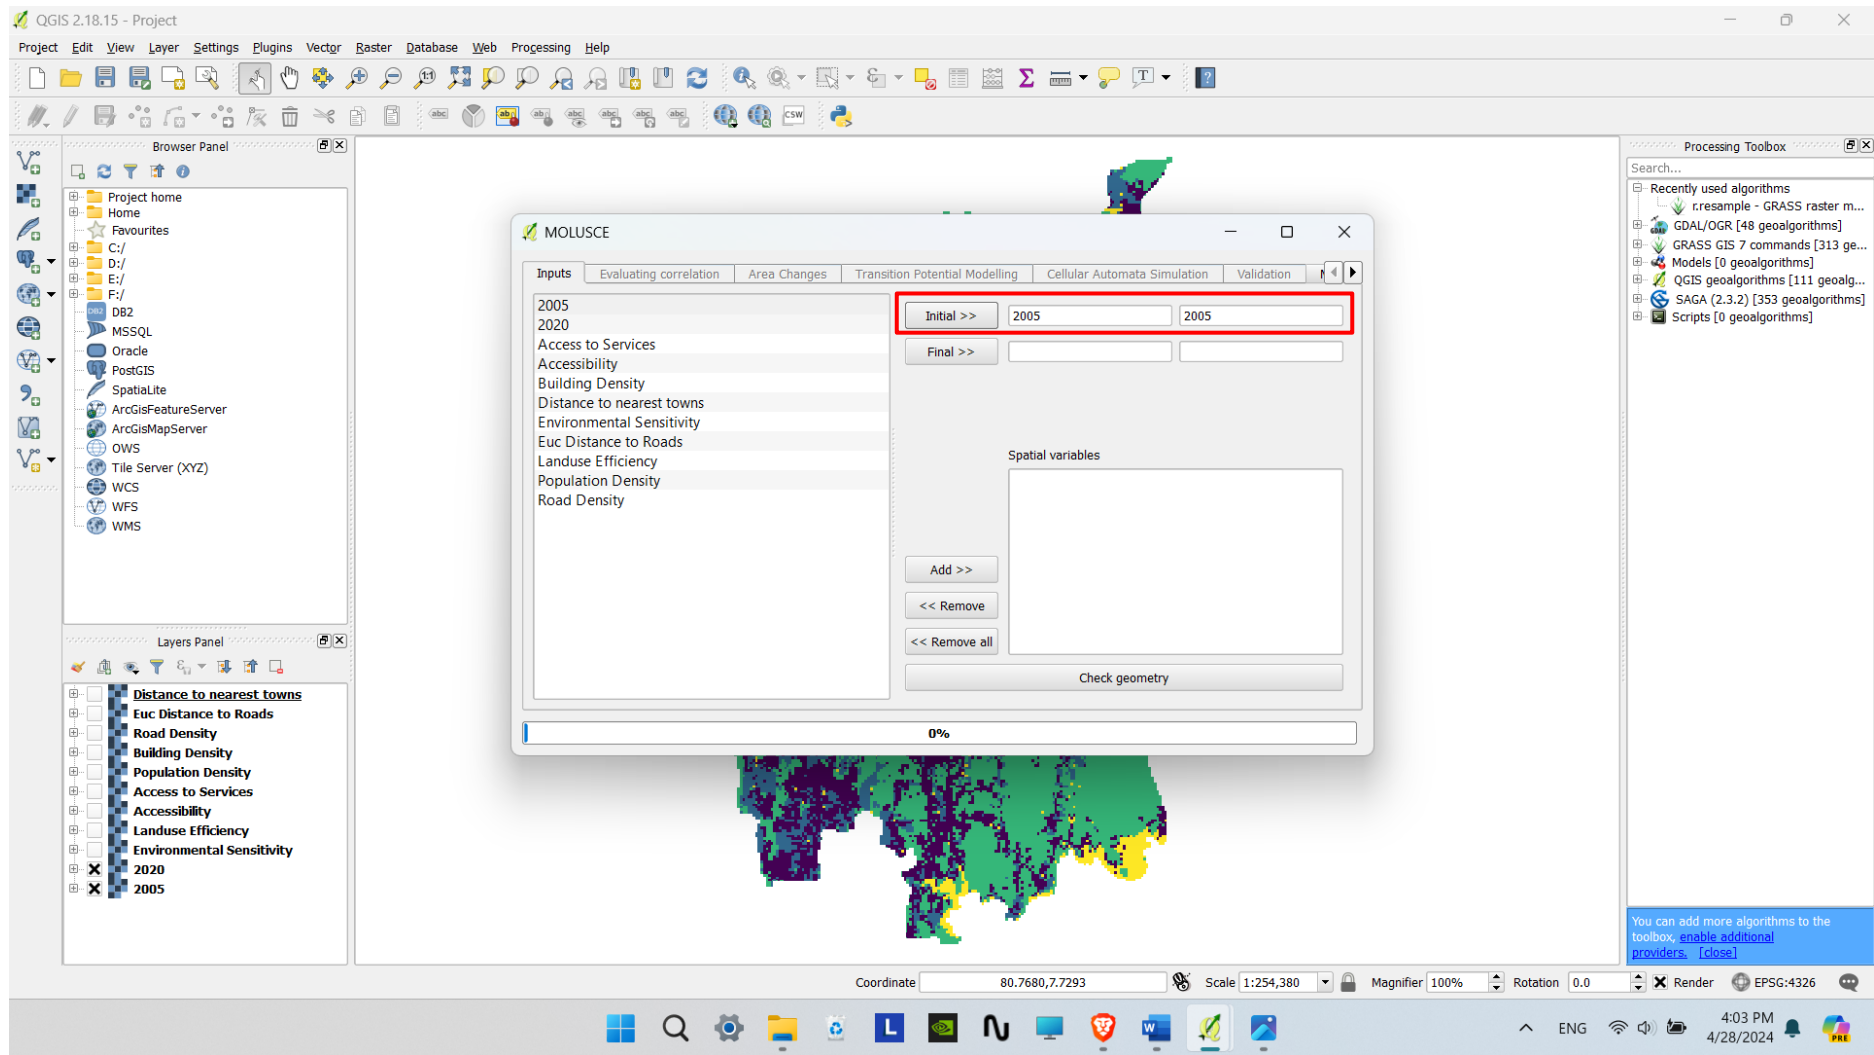 QGIS 2.18.15 - Project
Project Edit View Layer Settings Plugins Vector Raster Database Web Processing Help
Browser Panel
Project home
Home
Favourites
C:/
D:/
E:/
F:/
DB2
MSSQL
Oracle
PostGIS
SpatiaLite
ArcGisFeatureServer
ArcGisMapServer
OWS
Tile Server (XYZ)
WCS
WFS
WMS
Layers Panel
Distance to nearest towns
Euc Distance to Roads
Road Density
Building Density
Population Density
Access to Services
Accessibility
Landuse Efficiency
Environmental Sensitivity
2020
2005
MOLUSCE
Inputs Evaluating correlation Area Changes Transition Potential Modelling Cellular Automata Simulation Validation
2005
2020
Access to Services
Accessibility
Building Density
Distance to nearest towns
Environmental Sensitivity
Euc Distance to Roads
Landuse Efficiency
Population Density
Road Density
Initial >> 2005 2005
Final >>
Spatial variables
Add >>
<< Remove
<< Remove all
Check geometry
0%
Processing Toolbox
Search...
Recently used algorithms
r.resample - GRASS raster m...
GDAL/OGR [48 geoalgorithms]
GRASS GIS 7 commands [313 ge...
Models [0 geoalgorithms]
QGIS geoalgorithms [111 geoalg...
SAGA (2.3.2) [353 geoalgorithms]
Scripts [0 geoalgorithms]
You can add more algorithms to the
toolbox, enable additional
providers. [close]
Coordinate 80.7680,7.7293 Scale 1:254,380 Magnifier 100% Rotation 0.0 Render EPSG:4326
ENG
4:03 PM
4/28/2024